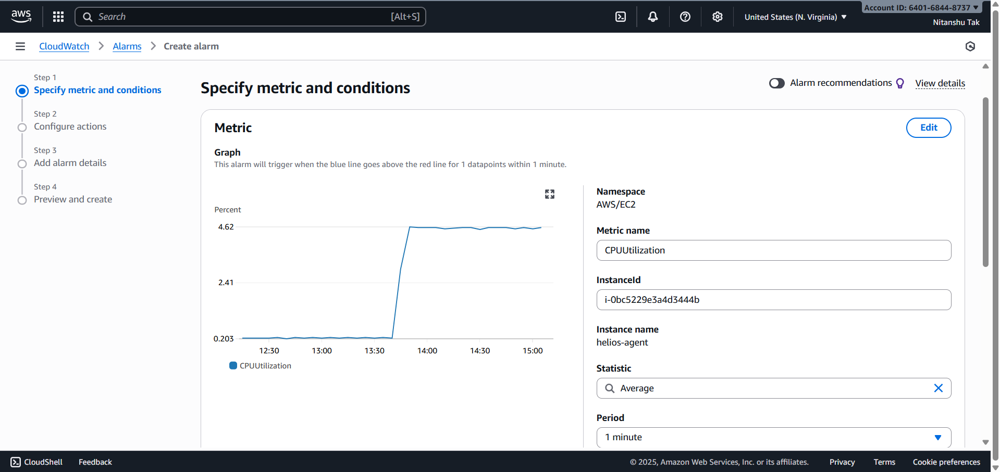 aws
Search [Alt+S]
United States (N. Virginia)
Account ID: 6401-6844-8737
Nitanshu Tak
CloudWatch
Alarms
Create alarm
Step 1
Specify metric and conditions
Step 2
Configure actions
Step 3
Add alarm details
Step 4
Preview and create
Specify metric and conditions
Alarm recommendations
View details
Metric
Edit
Graph
This alarm will trigger when the blue line goes above the red line for 1 datapoints within 1 minute.
Percent
4.62
2.41
0.203
12:30 13:00 13:30 14:00 14:30 15:00
CPUUtilization
Namespace
AWS/EC2
Metric name
CPUUtilization
InstanceId
i-0bc5229e3a4d3444b
Instance name
helios-agent
Statistic
Average
Period
1 minute
CloudShell
Feedback
© 2025, Amazon Web Services, Inc. or its affiliates.
Privacy
Terms
Cookie preferences